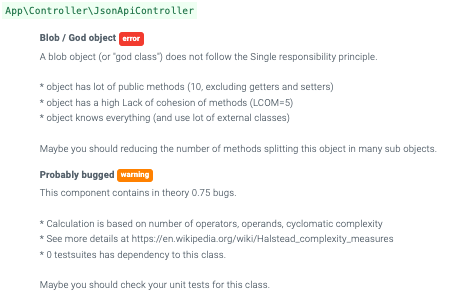 App\Controller\JsonApiController
Blob / God object error
A blob object (or "god class") does not follow the Single responsibility principle.
* object has lot of public methods (10, excluding getters and setters)
* object has a high Lack of cohesion of methods (LCOM=5)
* object knows everything (and use lot of external classes)
Maybe you should reducing the number of methods splitting this object in many sub objects.
Probably bugged warning
This component contains in theory 0.75 bugs.
* Calculation is based on number of operators, operands, cyclomatic complexity
* See more details at https://en.wikipedia.org/wiki/Halstead_complexity_measures
* 0 testsuites has dependency to this class.
Maybe you should check your unit tests for this class.